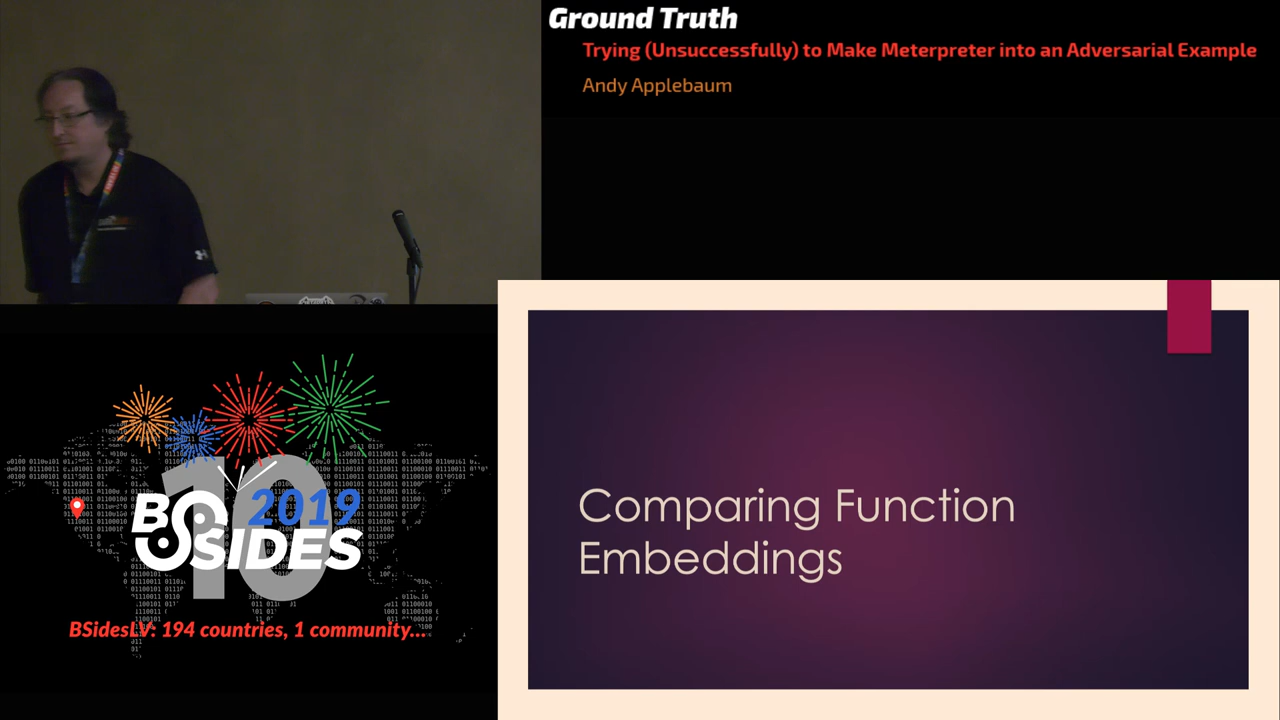 Ground Truth
Trying (Unsuccessfully) to Make Meterpreter into an Adversarial Example
Andy Applebaum
Comparing Function
Embeddings
10
2019
BSIDES
BSidesLV: 194 countries, 1 community...